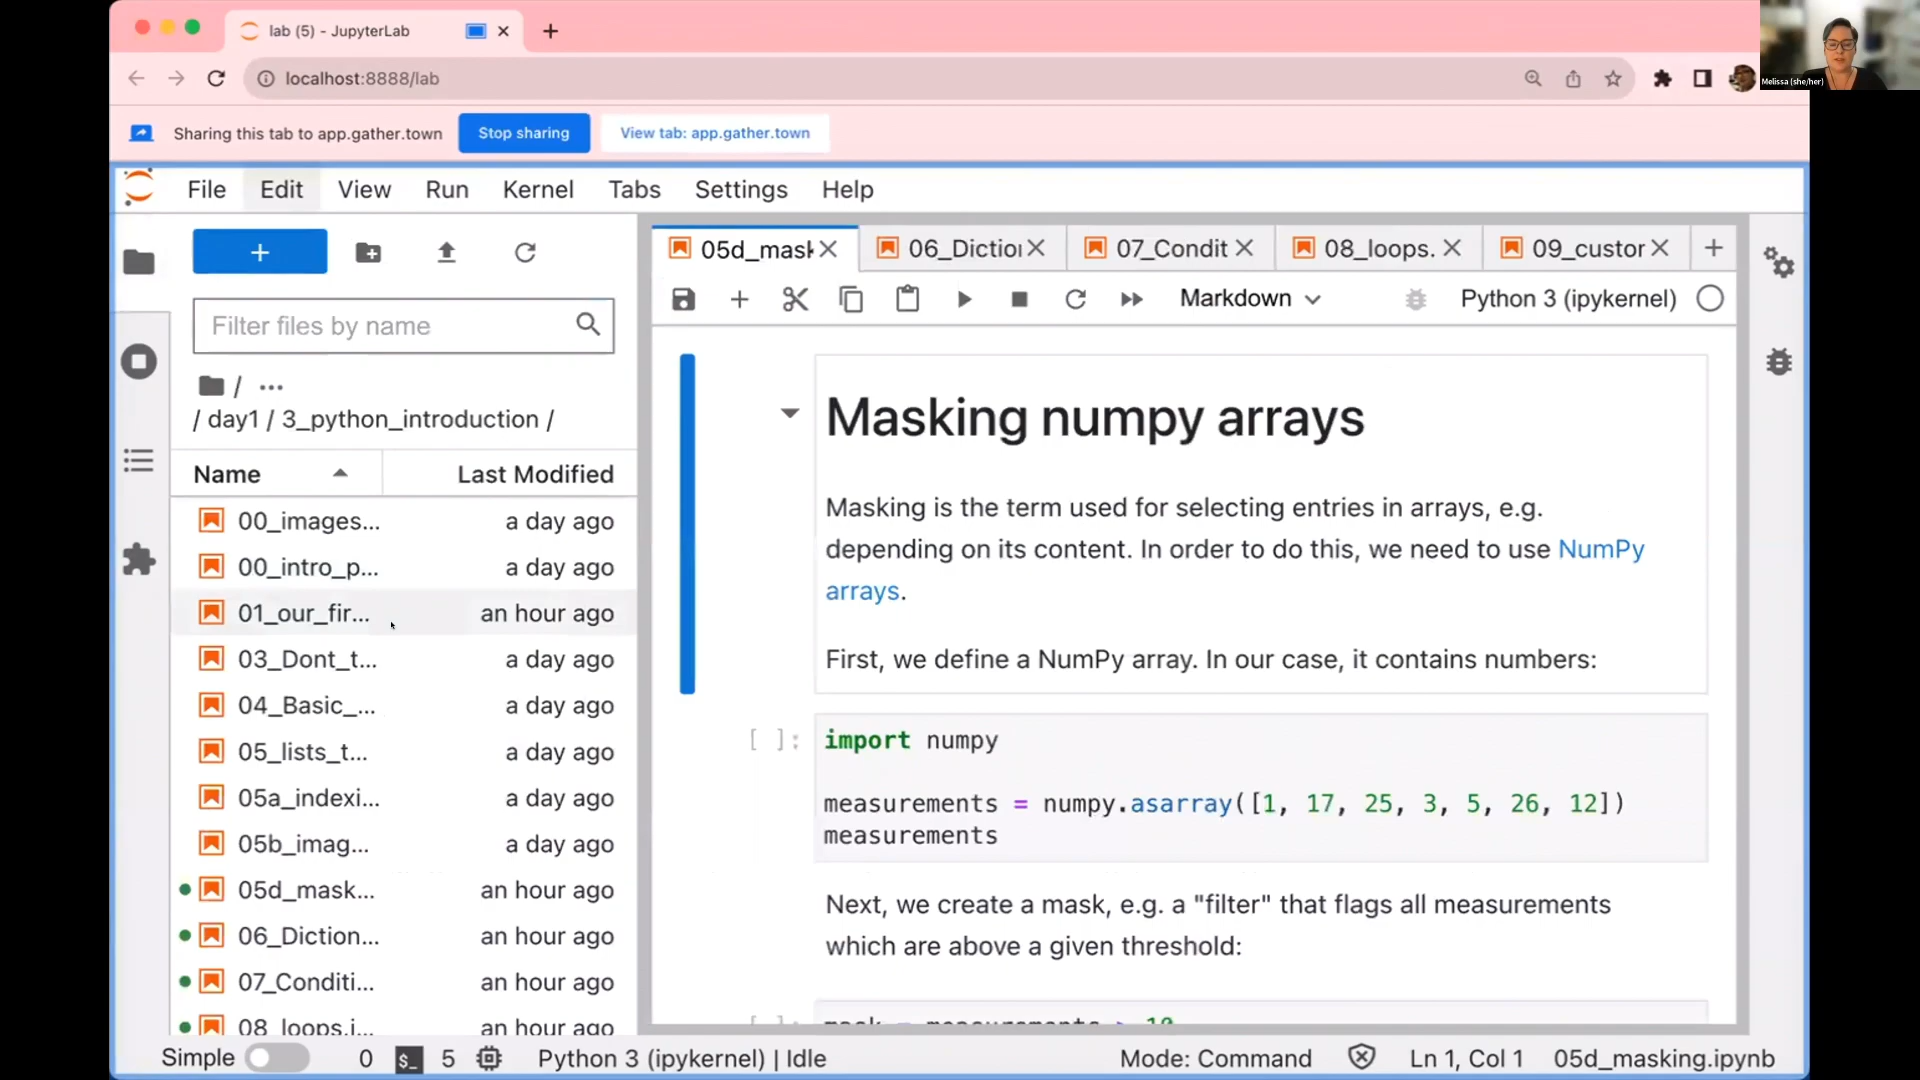 lab (5) - JupyterLab
localhost:8888/lab
Melissa (she/her)
Sharing this tab to app.gather.town
Stop sharing
View tab: app.gather.town
File Edit View Run Kernel Tabs Settings Help
Filter files by name
/ ...
/ day1 / 3_python_introduction /
Name Last Modified
00_images... a day ago
00_intro_p... a day ago
01_our_fir... an hour ago
03_Dont_t... a day ago
04_Basic_... a day ago
05_lists_t... a day ago
05a_indexi... a day ago
05b_imag... a day ago
05d_mask... an hour ago
06_Diction... an hour ago
07_Conditi... an hour ago
08_loops.i... an hour ago
05d_mask 06_Diction 07_Condit 08_loops. 09_custor
Markdown Python 3 (ipykernel)
Masking numpy arrays
Masking is the term used for selecting entries in arrays, e.g.
depending on its content. In order to do this, we need to use NumPy
arrays.
First, we define a NumPy array. In our case, it contains numbers:
[ ]: import numpy
measurements = numpy.asarray([1, 17, 25, 3, 5, 26, 12])
measurements
Next, we create a mask, e.g. a "filter" that flags all measurements
which are above a given threshold:
[ ]: mask = measurements > 10
Simple 0 $_ 5 Python 3 (ipykernel) | Idle Mode: Command Ln 1, Col 1 05d_masking.ipynb